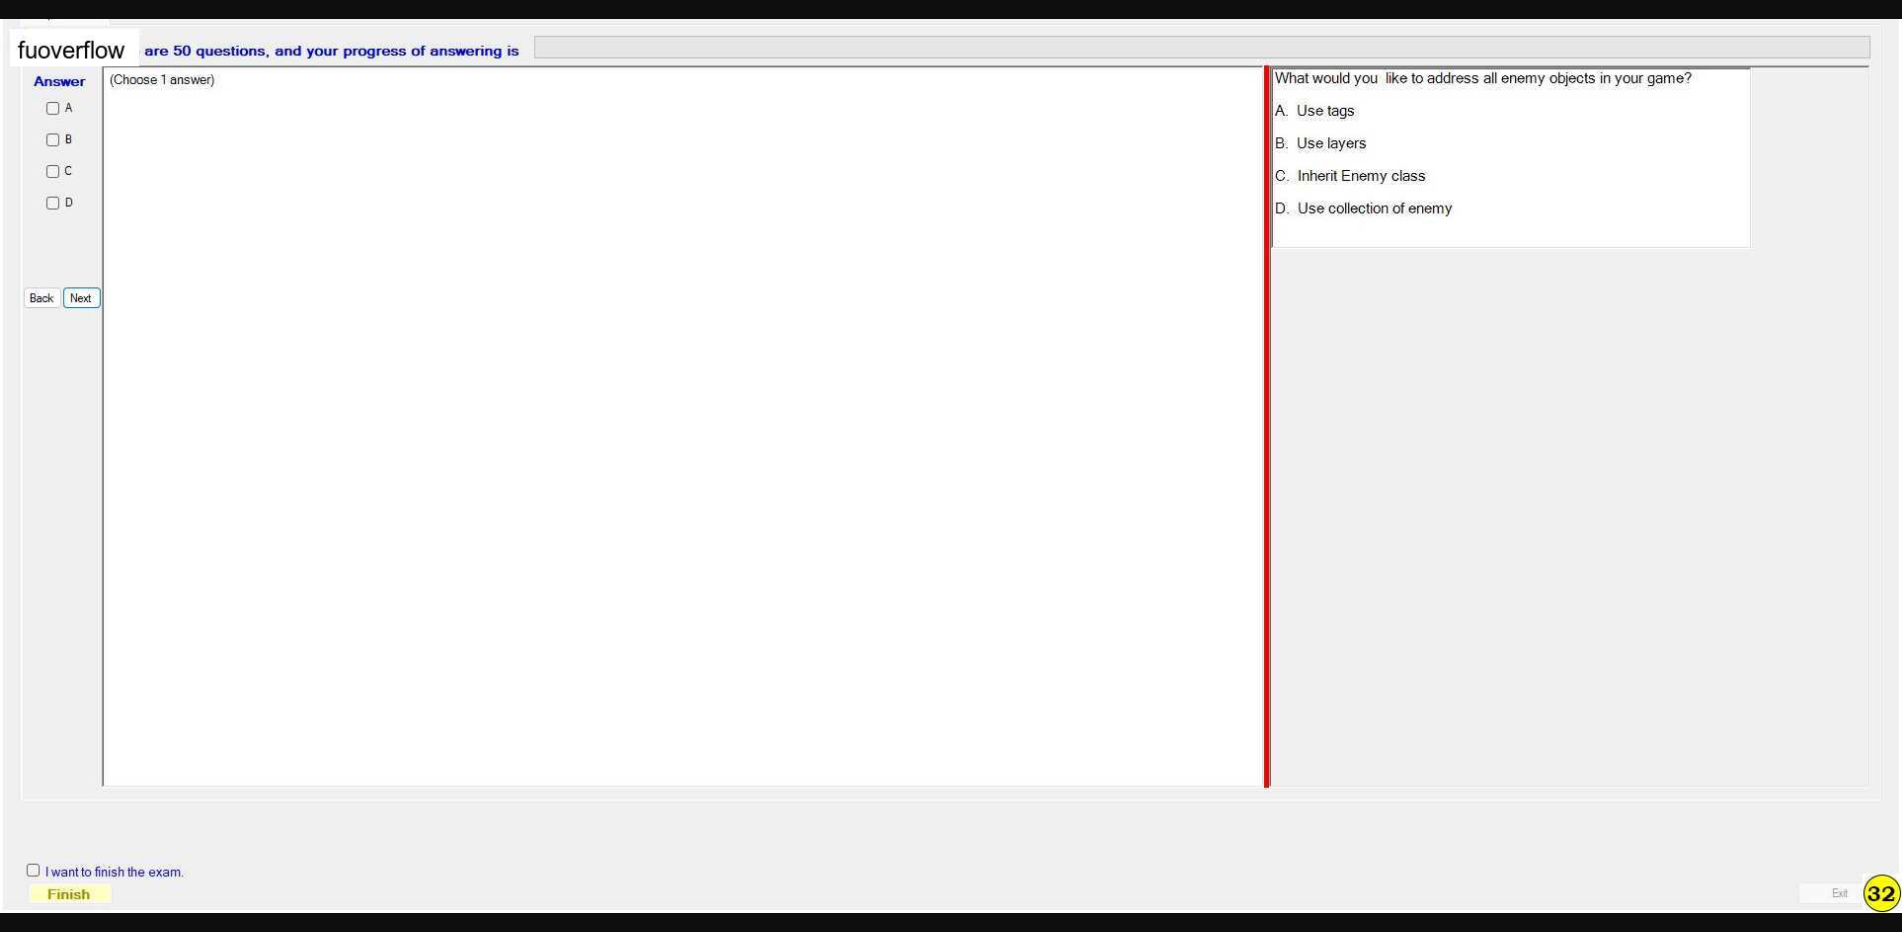 fuoverflow are 50 questions, and your progress of answering is
Answer
(Choose 1 answer)
A
B
C
D
Back Next
What would you  like to address all enemy objects in your game?
A.  Use tags
B.  Use layers
C.  Inherit Enemy class
D.  Use collection of enemy
I want to finish the exam.
Finish
Exit
32